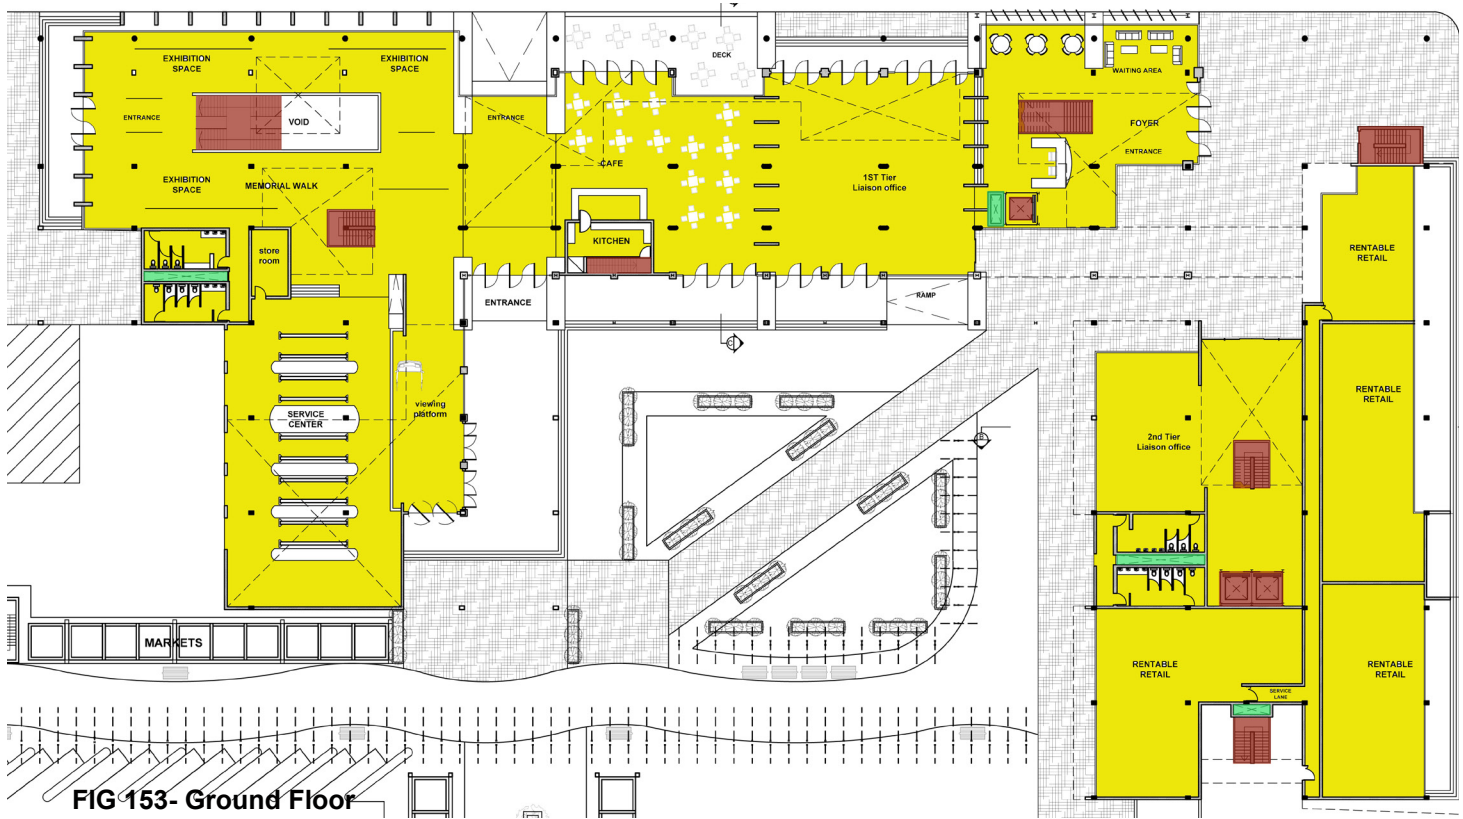 EXHIBITION
SPACE
EXHIBITION
SPACE
DECK
WAITING AREA
ENTRANCE
VOID
ENTRANCE
FOYER
ENTRANCE
CAFE
EXHIBITION
SPACE
MEMORIAL WALK
1ST Tier
Liaison office
store
room
KITCHEN
RENTABLE
RETAIL
ENTRANCE
RAMP
RENTABLE
RETAIL
viewing
platform
SERVICE
CENTER
2nd Tier
Liaison office
MARKETS
RENTABLE
RETAIL
RENTABLE
RETAIL
SERVICE
LANE
FIG 153- Ground Floor